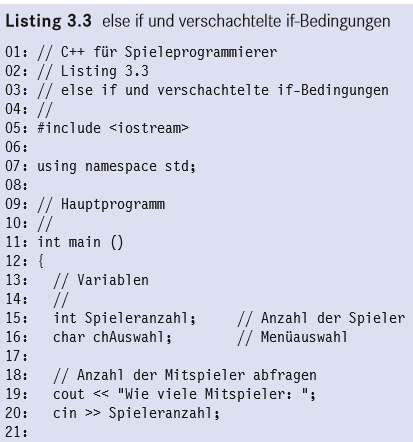 Listing 3.3 else if und verschachtelte if-Bedingungen
01: // C++ für Spieleprogrammierer
02: // Listing 3.3
03: // else if und verschachtelte if-Bedingungen
04: //
05: #include <iostream>
06:
07: using namespace std;
08:
09: // Hauptprogramm
10: //
11: int main ()
12: {
13:   // Variablen
14:   //
15:   int Spieleranzahl;     // Anzahl der Spieler
16:   char chAuswahl;        // Menüauswahl
17:
18:   // Anzahl der Mitspieler abfragen
19:   cout << "Wie viele Mitspieler: ";
20:   cin >> Spieleranzahl;
21: